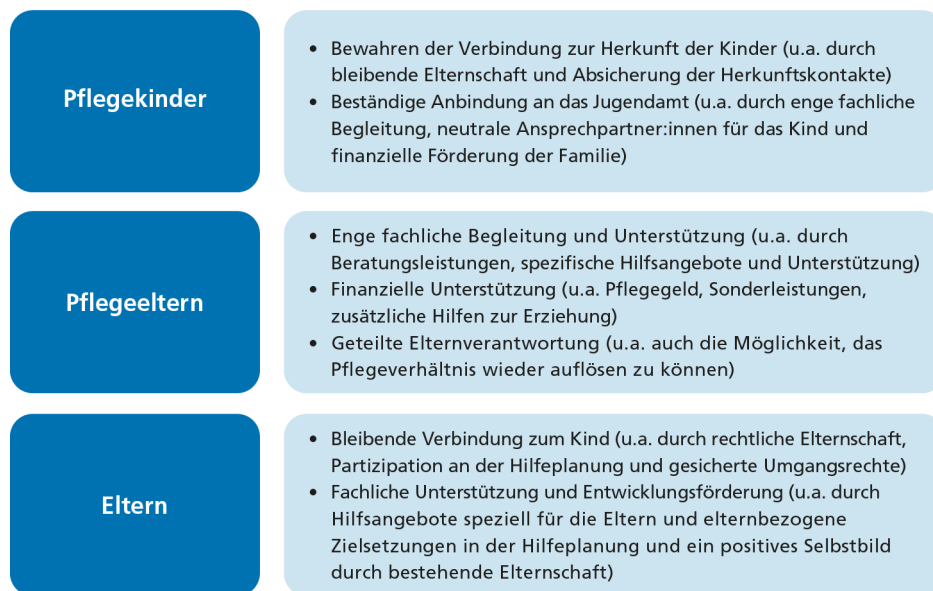 Pflegekinder
• Bewahren der Verbindung zur Herkunft der Kinder (u.a. durch
bleibende Elternschaft und Absicherung der Herkunftskontakte)
• Beständige Anbindung an das Jugendamt (u.a. durch enge fachliche
Begleitung, neutrale Ansprechpartner:innen für das Kind und
finanzielle Förderung der Familie)
Pflegeeltern
• Enge fachliche Begleitung und Unterstützung (u.a. durch
Beratungsleistungen, spezifische Hilfsangebote und Unterstützung)
• Finanzielle Unterstützung (u.a. Pflegegeld, Sonderleistungen,
zusätzliche Hilfen zur Erziehung)
• Geteilte Elternverantwortung (u.a. auch die Möglichkeit, das
Pflegeverhältnis wieder auflösen zu können)
Eltern
• Bleibende Verbindung zum Kind (u.a. durch rechtliche Elternschaft,
Partizipation an der Hilfeplanung und gesicherte Umgangsrechte)
• Fachliche Unterstützung und Entwicklungsförderung (u.a. durch
Hilfsangebote speziell für die Eltern und elternbezogene
Zielsetzungen in der Hilfeplanung und ein positives Selbstbild
durch bestehende Elternschaft)